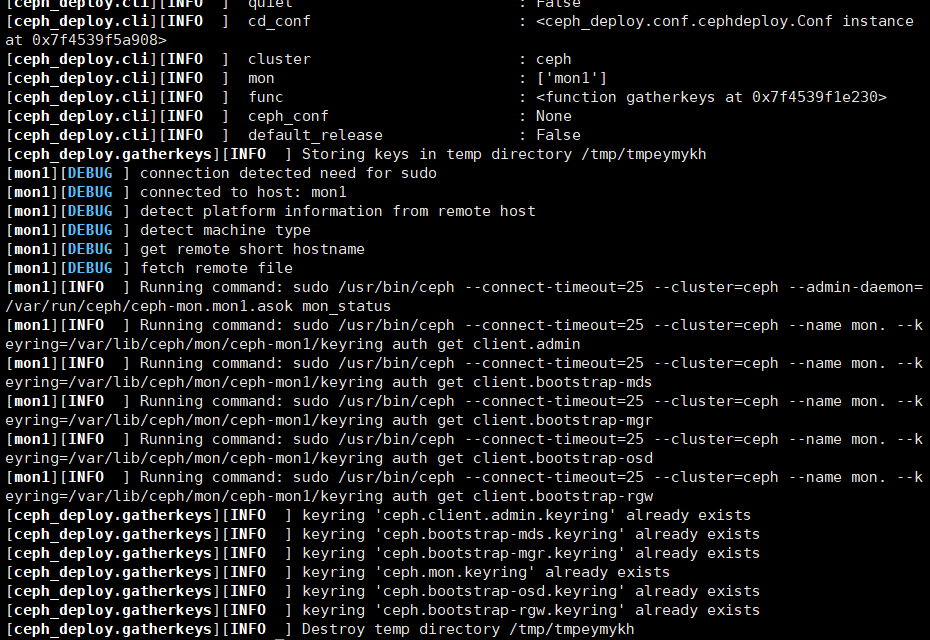 [ceph_deploy.cli][INFO  ]  quiet                         : False
[ceph_deploy.cli][INFO  ]  cd_conf                       : <ceph_deploy.conf.cephdeploy.Conf instance
at 0x7f4539f5a908>
[ceph_deploy.cli][INFO  ]  cluster                       : ceph
[ceph_deploy.cli][INFO  ]  mon                           : ['mon1']
[ceph_deploy.cli][INFO  ]  func                          : <function gatherkeys at 0x7f4539f1e230>
[ceph_deploy.cli][INFO  ]  ceph_conf                     : None
[ceph_deploy.cli][INFO  ]  default_release               : False
[ceph_deploy.gatherkeys][INFO  ] Storing keys in temp directory /tmp/tmpeymykh
[mon1][DEBUG ] connection detected need for sudo
[mon1][DEBUG ] connected to host: mon1
[mon1][DEBUG ] detect platform information from remote host
[mon1][DEBUG ] detect machine type
[mon1][DEBUG ] get remote short hostname
[mon1][DEBUG ] fetch remote file
[mon1][INFO  ] Running command: sudo /usr/bin/ceph --connect-timeout=25 --cluster=ceph --admin-daemon=
/var/run/ceph/ceph-mon.mon1.asok mon_status
[mon1][INFO  ] Running command: sudo /usr/bin/ceph --connect-timeout=25 --cluster=ceph --name mon. --k
eyring=/var/lib/ceph/mon/ceph-mon1/keyring auth get client.admin
[mon1][INFO  ] Running command: sudo /usr/bin/ceph --connect-timeout=25 --cluster=ceph --name mon. --k
eyring=/var/lib/ceph/mon/ceph-mon1/keyring auth get client.bootstrap-mds
[mon1][INFO  ] Running command: sudo /usr/bin/ceph --connect-timeout=25 --cluster=ceph --name mon. --k
eyring=/var/lib/ceph/mon/ceph-mon1/keyring auth get client.bootstrap-mgr
[mon1][INFO  ] Running command: sudo /usr/bin/ceph --connect-timeout=25 --cluster=ceph --name mon. --k
eyring=/var/lib/ceph/mon/ceph-mon1/keyring auth get client.bootstrap-osd
[mon1][INFO  ] Running command: sudo /usr/bin/ceph --connect-timeout=25 --cluster=ceph --name mon. --k
eyring=/var/lib/ceph/mon/ceph-mon1/keyring auth get client.bootstrap-rgw
[ceph_deploy.gatherkeys][INFO  ] keyring 'ceph.client.admin.keyring' already exists
[ceph_deploy.gatherkeys][INFO  ] keyring 'ceph.bootstrap-mds.keyring' already exists
[ceph_deploy.gatherkeys][INFO  ] keyring 'ceph.bootstrap-mgr.keyring' already exists
[ceph_deploy.gatherkeys][INFO  ] keyring 'ceph.mon.keyring' already exists
[ceph_deploy.gatherkeys][INFO  ] keyring 'ceph.bootstrap-osd.keyring' already exists
[ceph_deploy.gatherkeys][INFO  ] keyring 'ceph.bootstrap-rgw.keyring' already exists
[ceph_deploy.gatherkeys][INFO  ] Destroy temp directory /tmp/tmpeymykh